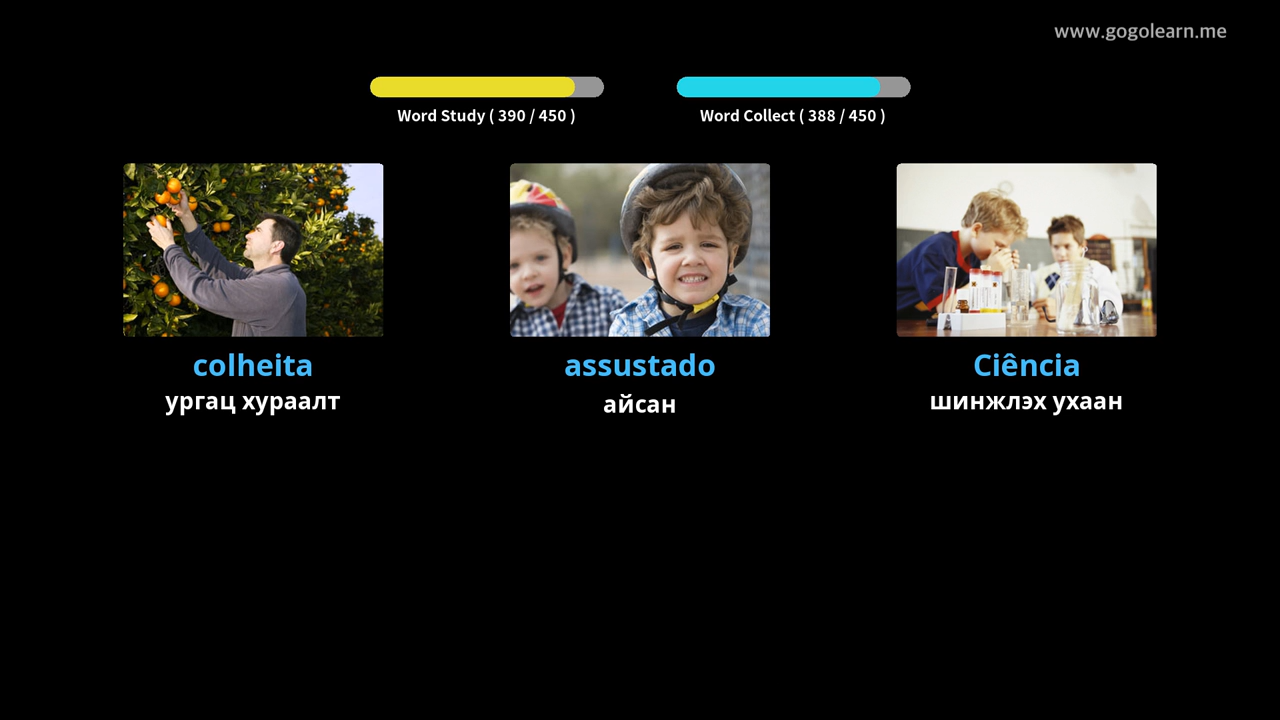 www.gogolearn.me
Word Study ( 390 / 450 )
Word Collect ( 388 / 450 )
colheita
ургац хураалт
assustado
айсан
Ciência
шинжлэх ухаан